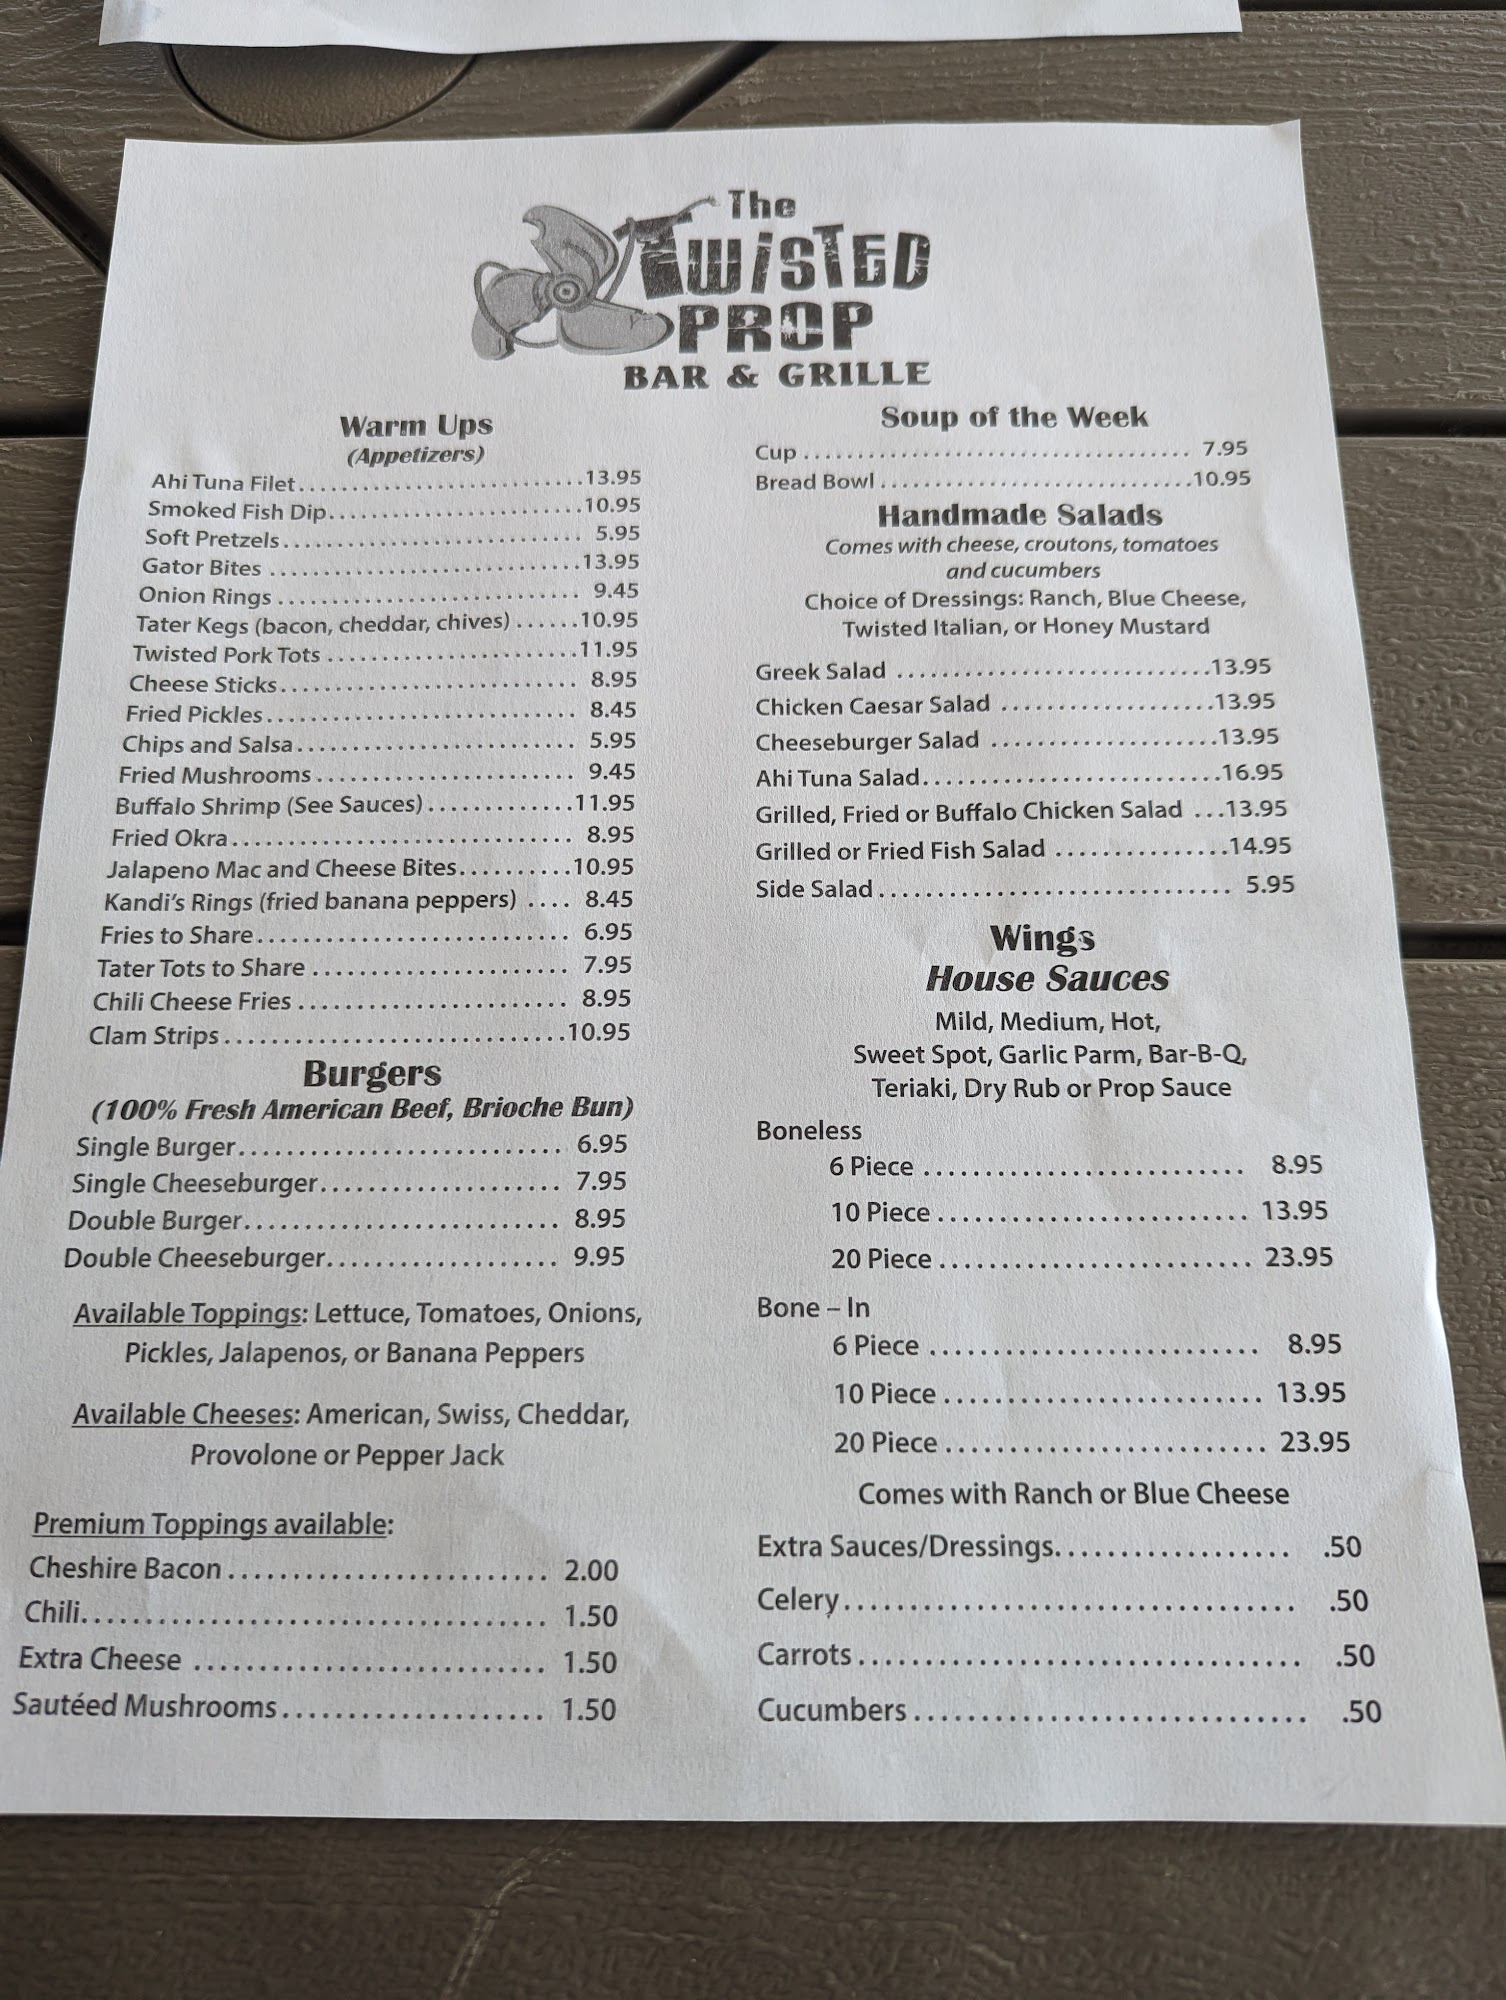 The
Twisted
Prop
BAR & GRILLE
Warm Ups
(Appetizers)
Ahi Tuna Filet..........................13.95
Smoked Fish Dip........................10.95
Soft Pretzels............................ 5.95
Gator Bites .............................13.95
Onion Rings ............................ 9.45
Tater Kegs (bacon, cheddar, chives) ......10.95
Twisted Pork Tots .......................11.95
Cheese Sticks............................ 8.95
Fried Pickles............................. 8.45
Chips and Salsa.......................... 5.95
Fried Mushrooms........................ 9.45
Buffalo Shrimp (See Sauces).............11.95
Fried Okra................................ 8.95
Jalapeno Mac and Cheese Bites..........10.95
Kandi's Rings (fried banana peppers) .... 8.45
Fries to Share............................. 6.95
Tater Tots to Share ....................... 7.95
Chili Cheese Fries ......................... 8.95
Clam Strips................................10.95
Burgers
(100% Fresh American Beef, Brioche Bun)
Single Burger.............................. 6.95
Single Cheeseburger..................... 7.95
Double Burger............................. 8.95
Double Cheeseburger.................... 9.95
Available Toppings: Lettuce, Tomatoes, Onions,
Pickles, Jalapenos, or Banana Peppers
Available Cheeses: American, Swiss, Cheddar,
Provolone or Pepper Jack
Premium Toppings available:
Cheshire Bacon.......................... 2.00
Chili...................................... 1.50
Extra Cheese ............................ 1.50
Sautéed Mushrooms..................... 1.50
Soup of the Week
Cup .................................... 7.95
Bread Bowl..............................10.95
Handmade Salads
Comes with cheese, croutons, tomatoes
and cucumbers
Choice of Dressings: Ranch, Blue Cheese,
Twisted Italian, or Honey Mustard
Greek Salad .............................13.95
Chicken Caesar Salad ...................13.95
Cheeseburger Salad .....................13.95
Ahi Tuna Salad...........................16.95
Grilled, Fried or Buffalo Chicken Salad ...13.95
Grilled or Fried Fish Salad ...............14.95
Side Salad................................ 5.95
Wings
House Sauces
Mild, Medium, Hot,
Sweet Spot, Garlic Parm, Bar-B-Q,
Teriaki, Dry Rub or Prop Sauce
Boneless
6 Piece .......................... 8.95
10 Piece ......................... 13.95
20 Piece ......................... 23.95
Bone – In
6 Piece .......................... 8.95
10 Piece ......................... 13.95
20 Piece ......................... 23.95
Comes with Ranch or Blue Cheese
Extra Sauces/Dressings.................. .50
Celery................................... .50
Carrots.................................. .50
Cucumbers.............................. .50